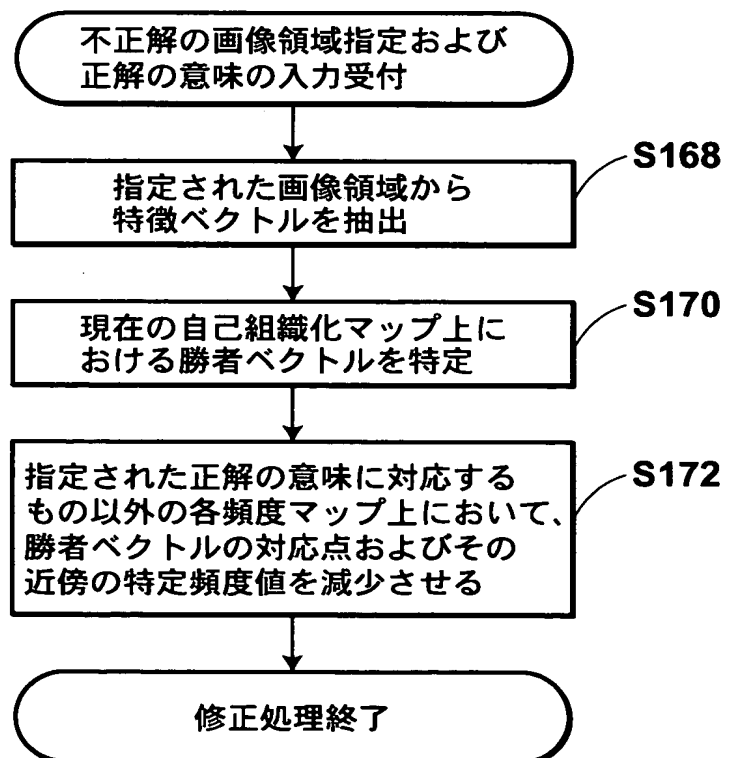 不正解の画像領域指定および
正解の意味の入力受付
S168
指定された画像領域から
特徴ベクトルを抽出
S170
現在の自己組織化マップ上に
おける勝者ベクトルを特定
S172
指定された正解の意味に対応する
もの以外の各頻度マップ上において、
勝者ベクトルの対応点およびその
近傍の特定頻度値を減少させる
修正処理終了